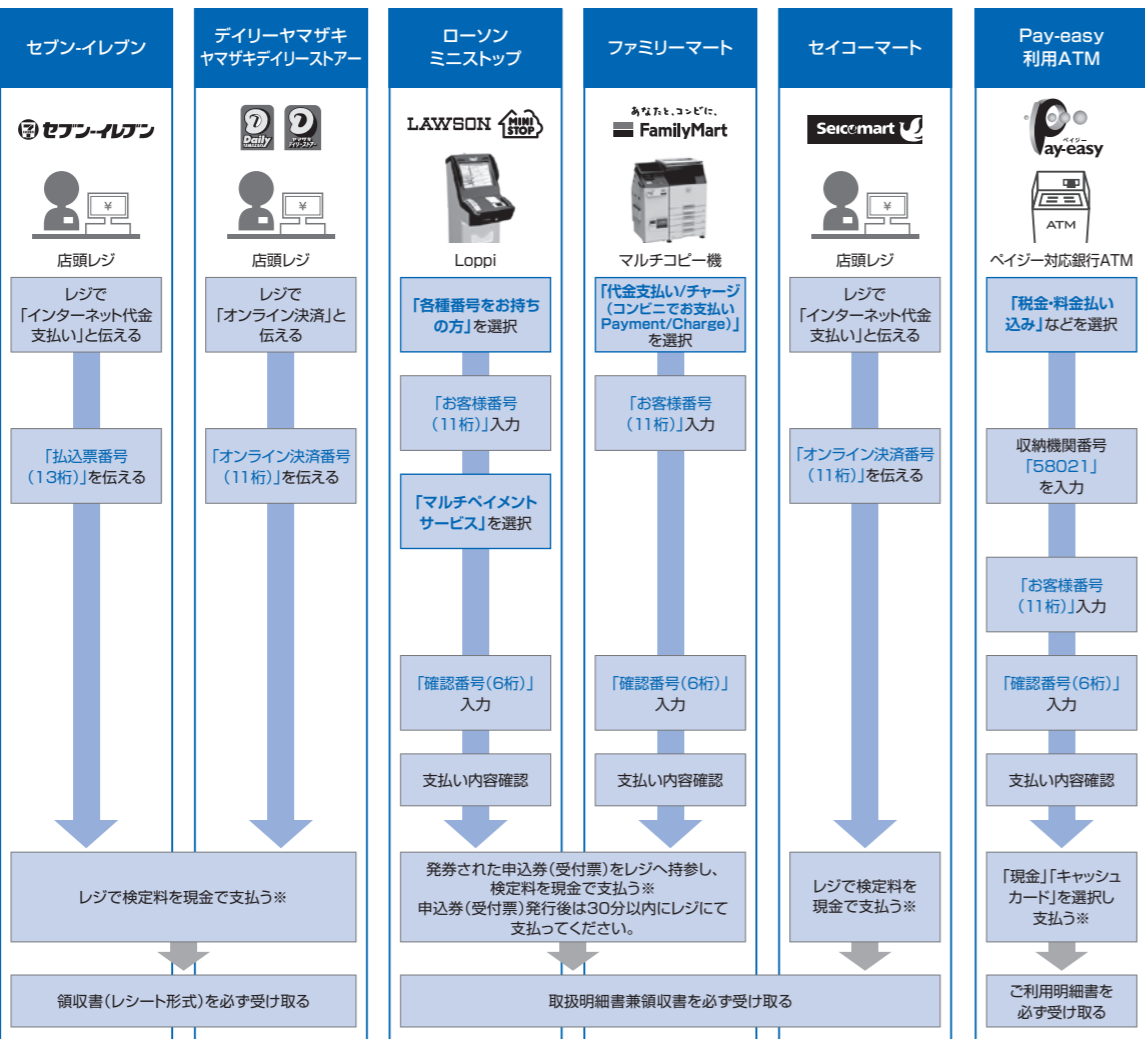 セブン-イレブン
デイリーヤマザキ
ヤマザキデイリーストアー
ローソン
ミニストップ
ファミリーマート
セイコーマート
Pay-easy
利用ATM
セブン-イレブン
Daily
YAMAZAKI
ヤマザキ
デイリーストアー
LAWSON
MINI
STOP
あなたと、コンビに、
FamilyMart
Seicomart
ペイジー
Pay-easy
¥
¥
¥
ATM
店頭レジ
店頭レジ
Loppi
マルチコピー機
店頭レジ
ペイジー対応銀行ATM
レジで
「インターネット代金
支払い」と伝える
レジで
「オンライン決済」と
伝える
「各種番号をお持ち
の方」を選択
「代金支払い/チャージ
(コンビニでお支払い
Payment/Charge)」
を選択
レジで
「インターネット代金
支払い」と伝える
「税金・料金払い
込み」などを選択
「お客様番号
(11桁)」入力
「お客様番号
(11桁)」入力
「払込票番号
(13桁)」を伝える
「オンライン決済番号
(11桁)」を伝える
「オンライン決済番号
(11桁)」を伝える
収納機関番号
「58021」
を入力
「マルチペイメント
サービス」を選択
「お客様番号
(11桁)」入力
「確認番号(6桁)」
入力
「確認番号(6桁)」
入力
「確認番号(6桁)」
入力
支払い内容確認
支払い内容確認
支払い内容確認
レジで検定料を現金で支払う※
発券された申込券(受付票)をレジへ持参し、
検定料を現金で支払う※
申込券(受付票)発行後は30分以内にレジにて
支払ってください。
レジで検定料を
現金で支払う※
「現金」「キャッシュ
カード」を選択し
支払う※
領収書(レシート形式)を必ず受け取る
取扱明細書兼領収書を必ず受け取る
ご利用明細書を
必ず受け取る